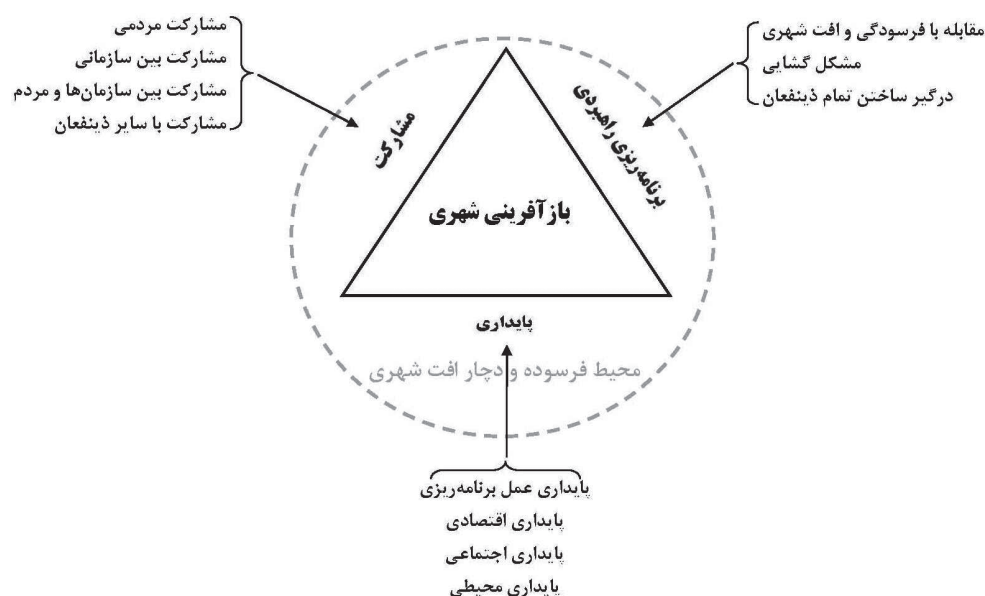 مقابله با فرسودگی و افت شهری
مشکل گشایی
درگیر ساختن تمام ذینفعان
مشارکت مردمی
مشارکت بین سازمانی
مشارکت بین سازمان‌ها و مردم
مشارکت با سایر ذینفعان
برنامه‌ریزی راهبردی
مشارکت
بازآفرینی شهری
پایداری
محیط فرسوده و دچار افت شهری
پایداری عمل برنامه‌ریزی
پایداری اقتصادی
پایداری اجتماعی
پایداری محیطی